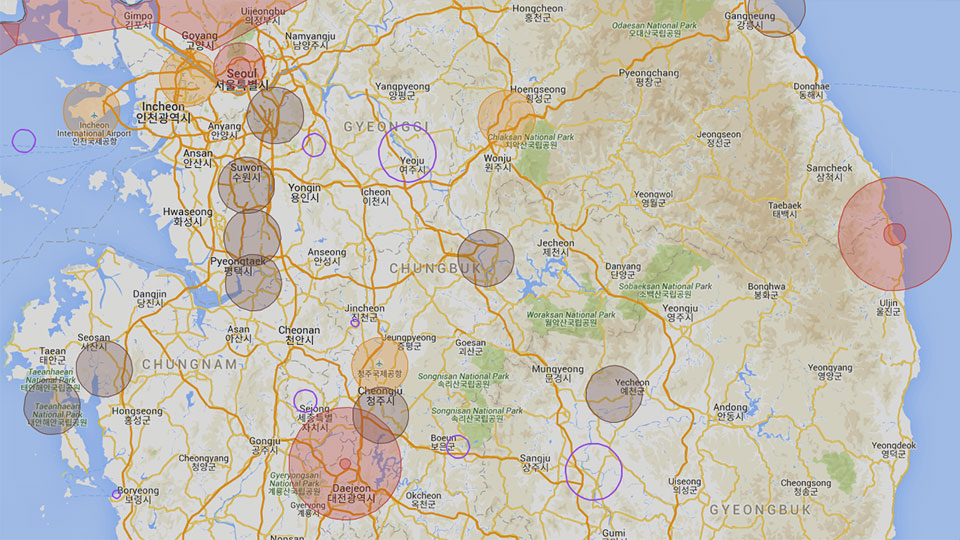 Gimpo
김포시
Uijeongbu
의정부시
Hongcheon
홍천군
Gangneung
강릉시
Odaesan National Park
오대산국립공원
Goyang
고양시
Namyangju
남양주시
Seoul
서울특별시
Pyeongchang
평창군
Yangpyeong
양평군
Hoengseong
횡성군
Donghae
동해시
Incheon
인천광역시
Incheon
International Airport
인천국제공항
Anyang
안양시
GYEONGGI
Chiaksan National Park
치악산국립공원
Jeongseon
정선군
Ansan
안산시
Suwon
수원시
Yeoju
여주시
Wonju
원주시
Samcheok
삼척시
Yongin
용인시
Icheon
이천시
Yeongwol
영월군
Taebaek
태백시
Hwaseong
화성시
Anseong
안성시
Jecheon
제천시
Pyeongtaek
평택시
CHUNGBUK
Danyang
단양군
Sobaeksan National Park
소백산국립공원
Bonghwa
봉화군
Dangjin
당진시
Jincheon
진천군
Woraksan National Park
월악산국립공원
Yeongju
영주시
Uljin
울진군
Asan
아산시
Cheonan
천안시
Jeungpyeong
증평군
Goesan
괴산군
Seosan
서산시
Taean
태안군
CHUNGNAM
청주국제공항
Mungyeong
문경시
Yeongyang
영양군
Taeanhaean
National Park
태안해안국립공원
Songnisan National Park
속리산국립공원
Yecheon
예천군
Cheongju
청주시
Taeanhaean
National Park
태안해안국립공원
Hongseong
홍성군
Sejong
세종특별
자치시
Songnisan National Park
속리산국립공원
Andong
안동시
Gongju
공주시
Boeun
보은군
Yeongdeok
영덕군
Cheongyang
청양군
Sangju
상주시
Gyeryongsan
National Park
계룡산국립공원
Daejeon
대전광역시
Uiseong
의성군
Cheongsong
청송군
Boryeong
보령시
Okcheon
옥천군
Gyeryong
계룡시
GYEONGBUK
Nonsan
Gumi